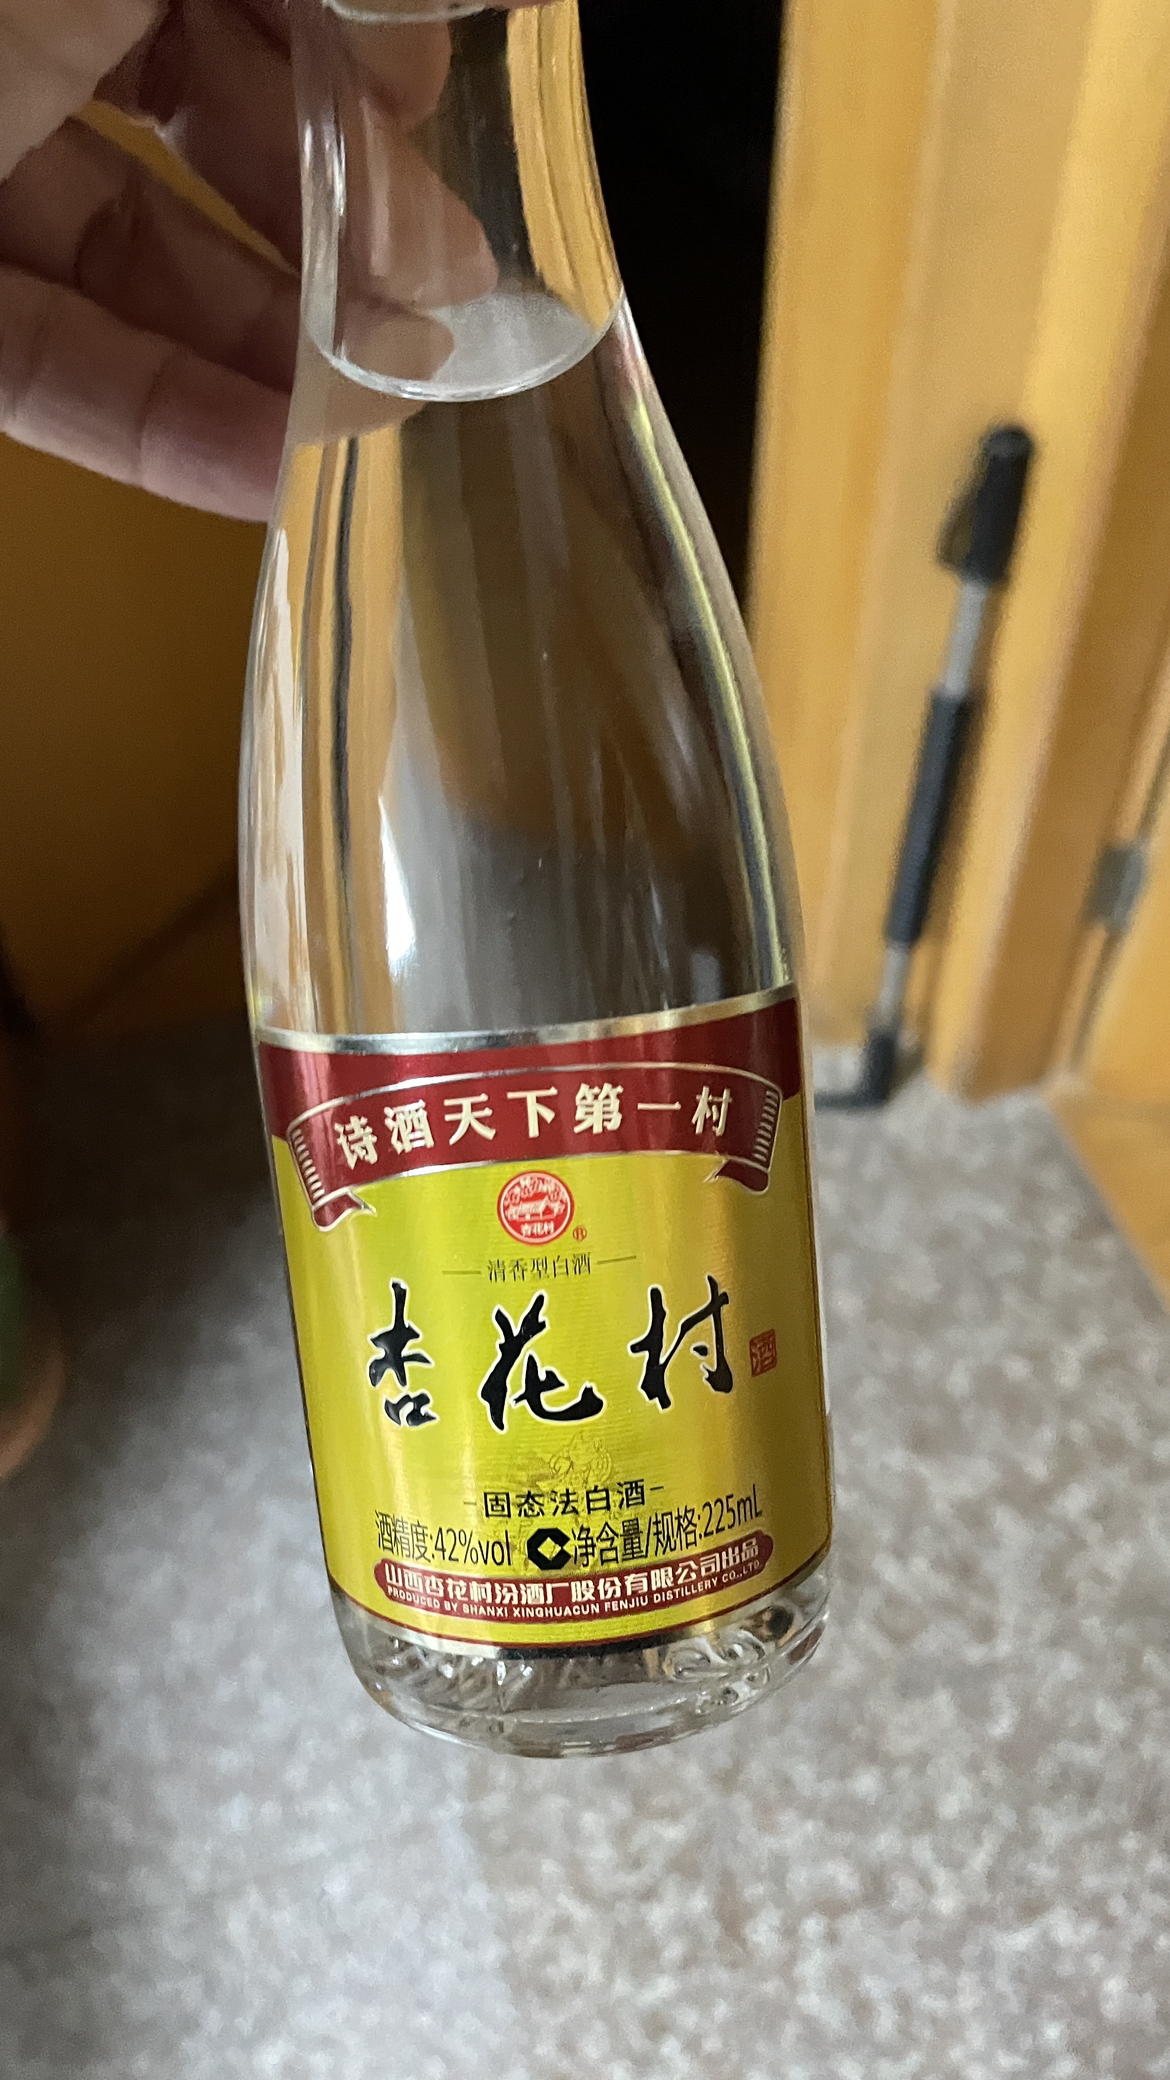 诗酒天下第一村
杏花村
®
清香型白酒
杏花村
酒
-固态法白酒-
酒精度:42%vol 净含量/规格:225mL
山西杏花村汾酒厂股份有限公司出品
PRODUCED BY SHANXI XINGHUACUN FENJIU DISTILLERY CO.,LTD.